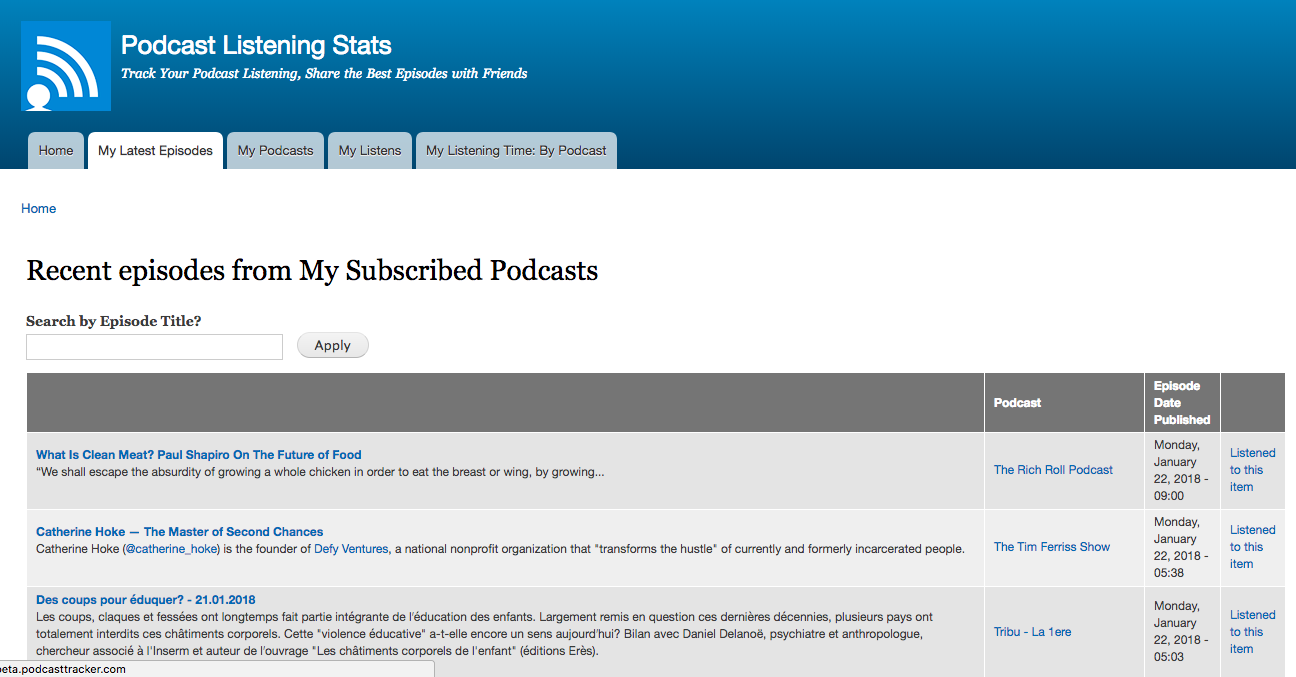 Podcast Listening Stats
Track Your Podcast Listening, Share the Best Episodes with Friends
Home
My Latest Episodes
My Podcasts
My Listens
My Listening Time: By Podcast
Home
Recent episodes from My Subscribed Podcasts
Search by Episode Title?
Apply
Podcast
Episode
Date
Published
What Is Clean Meat? Paul Shapiro On The Future of Food
“We shall escape the absurdity of growing a whole chicken in order to eat the breast or wing, by growing...
The Rich Roll Podcast
Monday,
January
22, 2018 -
09:00
Listened
to this
item
Catherine Hoke — The Master of Second Chances
Catherine Hoke (@catherine_hoke) is the founder of Defy Ventures, a national nonprofit organization that "transforms the hustle" of currently and formerly incarcerated people.
The Tim Ferriss Show
Monday,
January
22, 2018 -
05:38
Listened
to this
item
Des coups pour éduquer? - 21.01.2018
Les coups, claques et fessées ont longtemps fait partie intégrante de l'éducation des enfants. Largement remis en question ces dernières décennies, plusieurs pays ont
totalement interdits ces châtiments corporels. Cette "violence éducative" a-t-elle encore un sens aujourd'hui? Bilan avec Daniel Delanoë, psychiatre et anthropologue,
chercheur associé à l'Inserm et auteur de l'ouvrage "Les châtiments corporels de l'enfant" (éditions Erès).
Tribu - La 1ere
Monday,
January
22, 2018 -
05:03
Listened
to this
item
beta.podcasttracker.com